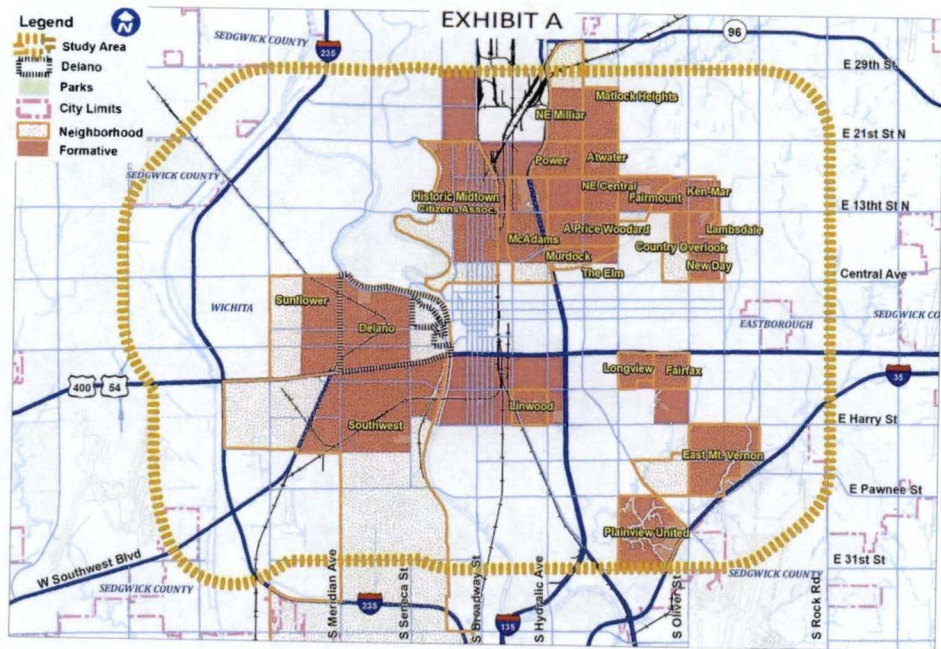 EXHIBIT A
Legend
Study Area
Delano
Parks
City Limits
Neighborhood
Formative
N
SEDGWICK COUNTY
235
96
E 29th St
Matlock Heights
NE Milliar
E 21st St N
Power
Atwater
SEDGWICK COUNTY
Historic Midtown
Citizens Assoc
NE Central
Fairmount
Ken-Mar
E 13tht St N
McAdams
A Price Woodard
Lambsdale
Murdock
Country Overlook
New Day
The Elm
Central Ave
Sunflower
WICHITA
Delano
EASTBOROUGH
SEDGWICK CO
400
54
Longview
Fairfax
35
Linwood
E Harry St
Southwest
East Mt. Vernon
E Pawnee St
Plainview United
W Southwest Blvd
E 31st St
SEDGWICK COUNTY
SEDGWICK COUNTY
235
135
S Meridian Ave
S Seneca St
S Broadway St
S Hydralic Ave
S Oliver St
S Rock Rd